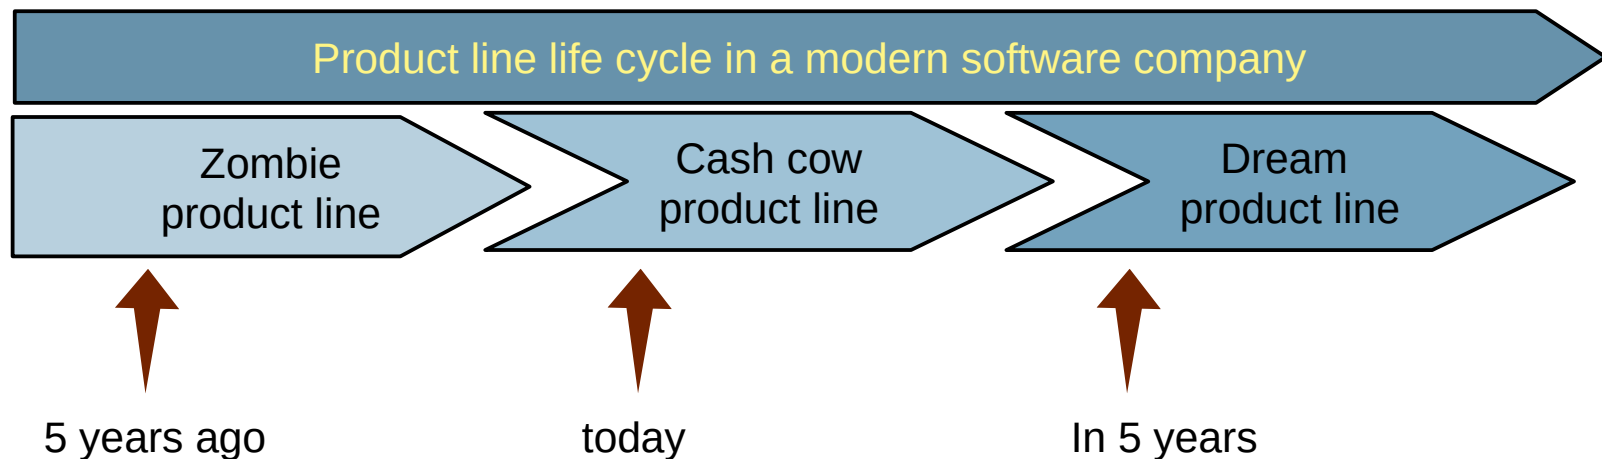 Product line life cycle in a modern software company
Zombie
product line
Cash cow
product line
Dream
product line
5 years ago
today
In 5 years